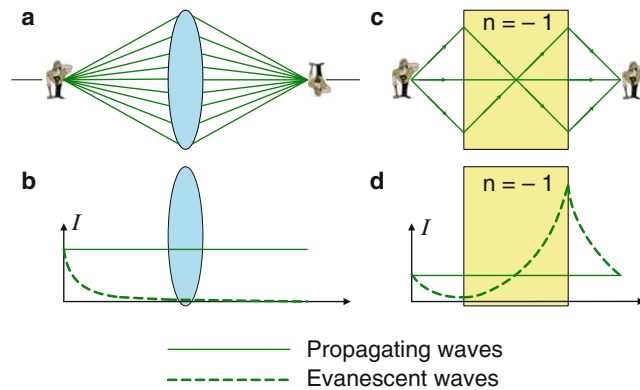 a
c
n = – 1
b
d
n = – 1
I
I
Propagating waves
Evanescent waves